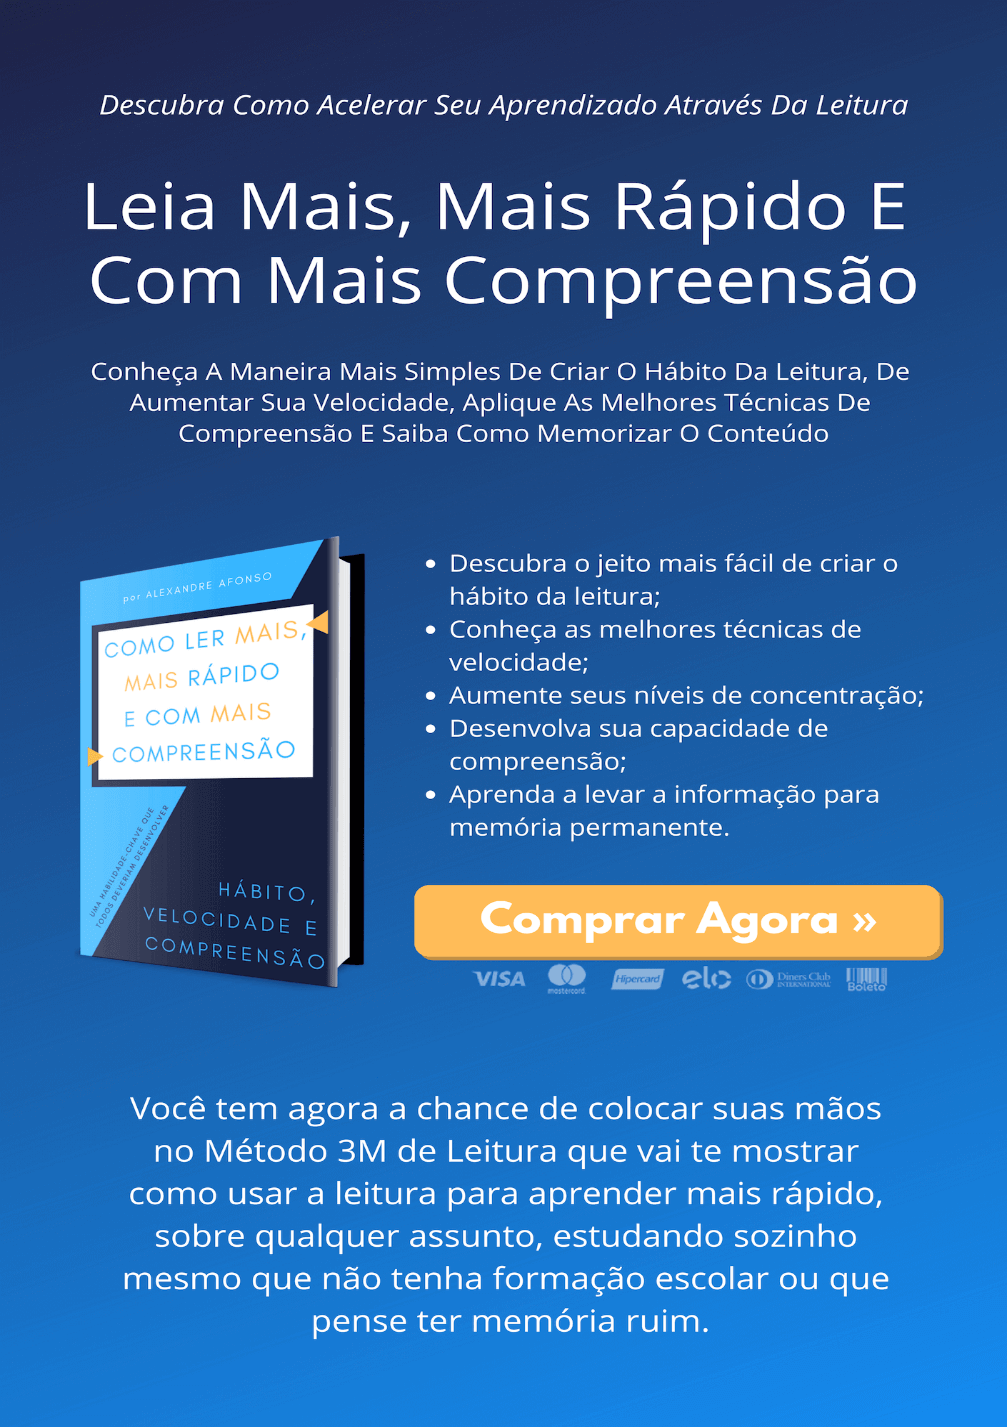 Descubra Como Acelerar Seu Aprendizado Através Da Leitura
Leia Mais, Mais Rápido E
Com Mais Compreensão
Conheça A Maneira Mais Simples De Criar O Hábito Da Leitura, De
Aumentar Sua Velocidade, Aplique As Melhores Técnicas De
Compreensão E Saiba Como Memorizar O Conteúdo
por ALEXANDRE AFONSO
COMO LER MAIS,
MAIS RÁPIDO
E COM MAIS
COMPREENSÃO
UMA HABILIDADE-CHAVE QUE
TODOS DEVERIAM DESENVOLVER
HÁBITO,
VELOCIDADE E
COMPREENSÃO
• Descubra o jeito mais fácil de criar o
hábito da leitura;
• Conheça as melhores técnicas de
velocidade;
• Aumente seus níveis de concentração;
• Desenvolva sua capacidade de
compreensão;
• Aprenda a levar a informação para
memória permanente.
Comprar Agora »
VISA mastercard Hipercard elo Diners Club INTERNATIONAL Boleto
Você tem agora a chance de colocar suas mãos
no Método 3M de Leitura que vai te mostrar
como usar a leitura para aprender mais rápido,
sobre qualquer assunto, estudando sozinho
mesmo que não tenha formação escolar ou que
pense ter memória ruim.